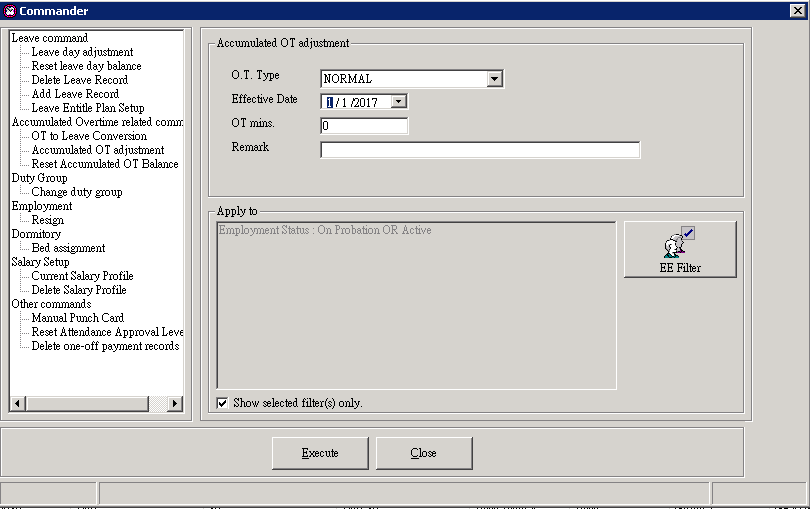 Commander
Leave command
Leave day adjustment
Reset leave day balance
Delete Leave Record
Add Leave Record
Leave Entitle Plan Setup
Accumulated Overtime related comm
OT to Leave Conversion
Accumulated OT adjustment
Reset Accumulated OT Balance
Duty Group
Change duty group
Employment
Resign
Dormitory
Bed assignment
Salary Setup
Current Salary Profile
Delete Salary Profile
Other commands
Manual Punch Card
Reset Attendance Approval Leve
Delete one-off payment records
Accumulated OT adjustment
O.T. Type NORMAL
Effective Date 1 / 1 /2017
OT mins. 0
Remark
Apply to
Employment Status : On Probation OR Active
EE Filter
Show selected filter(s) only.
Execute Close